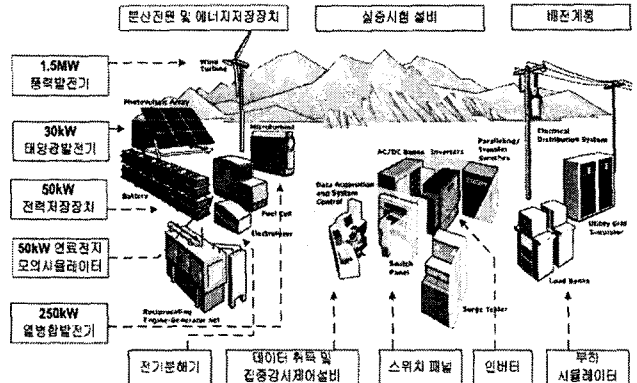 분산전원 및 에너지저장장치
실증시험 설비
배전계통
1.5MW
풍력발전기
Wind
Turbine
Photovoltaic Array
30kW
태양광발전기
Microturbine
AC/DC Buses
Inverters
Paralleling/
Transfer
Switches
Electrical
Distribution System
Battery
50kW
전력저장장치
Fuel Cell
Electrolyzer
Data Acquisition
and System
Control
Switch
Panel
Utility Grid
Simulator
50kW 연료전지
모의시뮬레이터
Load Banks
Surge Tester
250kW
열병합발전기
Reciprocating
Engine-Generator Set
전기분해기
데이터 취득 및
집중감시제어설비
스위치 패널
인버터
부하
시뮬레이터